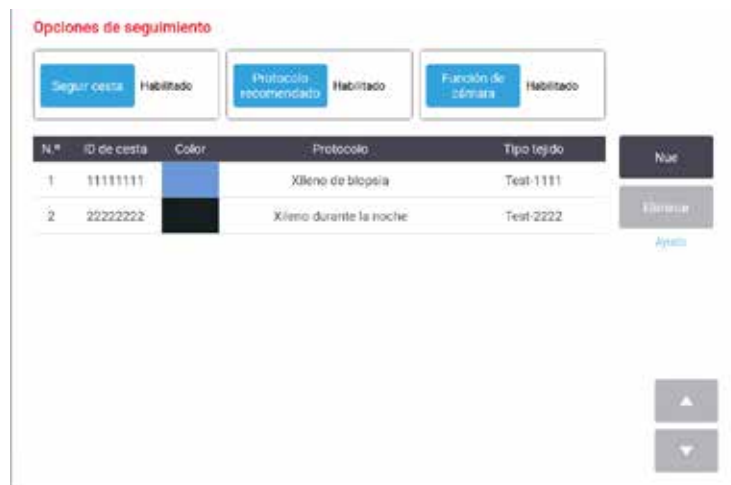 Opciones de seguimiento
Seguir cesta Habilitado
Protocolo recomendado Habilitado
Función de cámara Habilitado
N.º ID de cesta Color Protocolo Tipo tejido
1 11111111 Xileno de biopsia Test-1111
2 22222222 Xileno durante la noche Test-2222
Nue
Eliminar
Ayuda